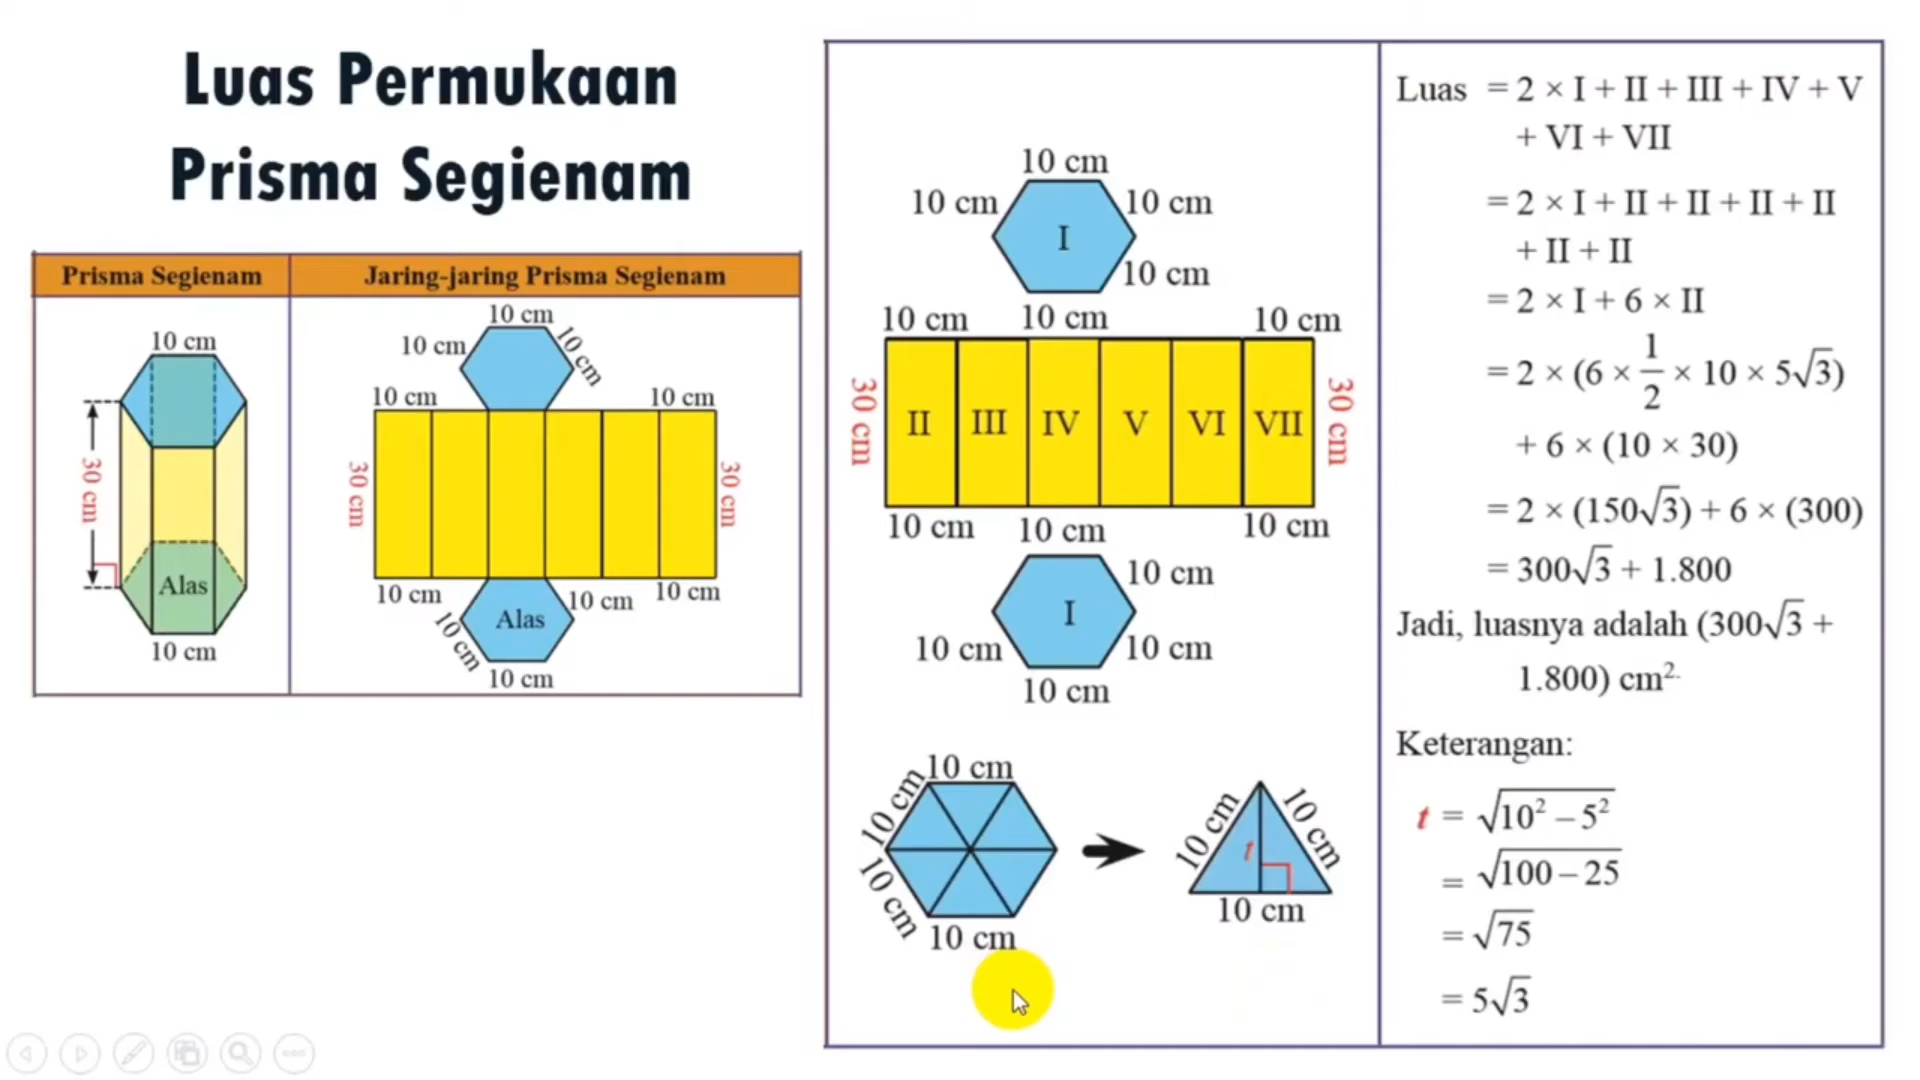 Luas Permukaan
Prisma Segienam
Prisma Segienam
Jaring-jaring Prisma Segienam
10 cm
30 cm
Alas
10 cm
10 cm
10 cm
10 cm
10 cm
10 cm
30 cm
30 cm
10 cm
10 cm
10 cm
10 cm
Alas
10 cm
10 cm
10 cm
10 cm
I
10 cm
10 cm
10 cm
10 cm
30 cm
II
III
IV
V
VI
VII
30 cm
10 cm
10 cm
10 cm
10 cm
I
10 cm
10 cm
10 cm
10 cm
10 cm
10 cm
10 cm
10 cm
10 cm
t
10 cm
Luas = 2 × I + II + III + IV + V
+ VI + VII
= 2 × I + II + II + II + II
+ II + II
= 2 × I + 6 × II
= 2 × (6 × 1/2 × 10 × 5√3)
+ 6 × (10 × 30)
= 2 × (150√3) + 6 × (300)
= 300√3 + 1.800
Jadi, luasnya adalah (300√3 +
1.800) cm².
Keterangan:
t = √10² – 5²
= √100 – 25
= √75
= 5√3